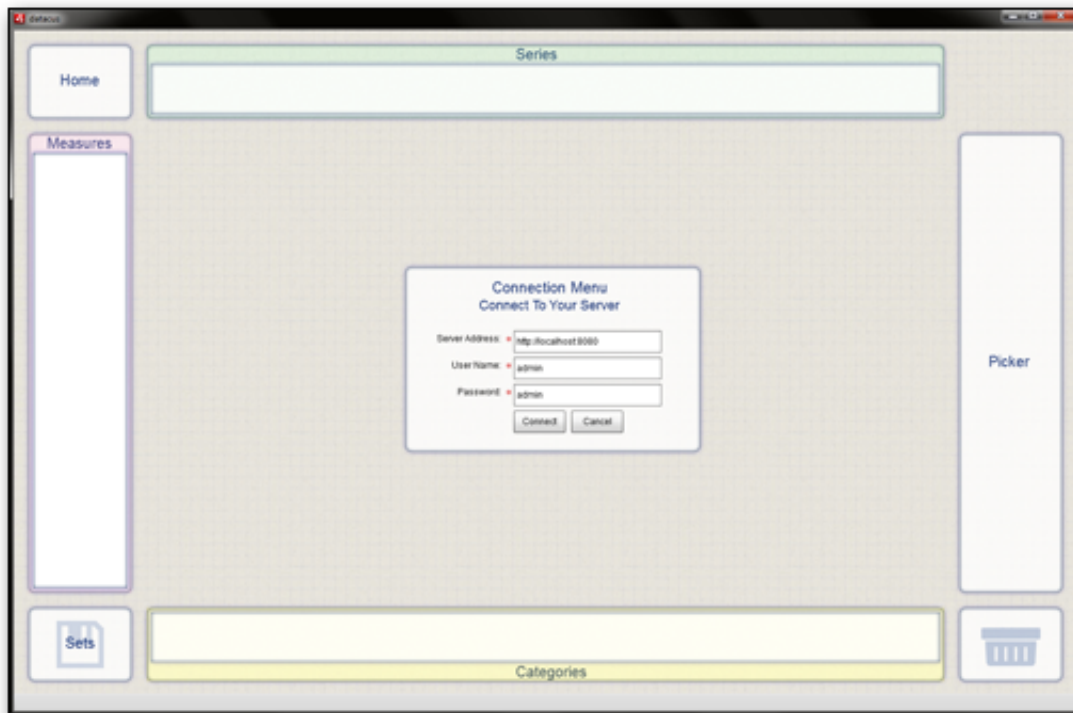 datacus
Home
Series
Measures
Connection Menu
Connect To Your Server
Server Address: * http://localhost:8080
User Name: * admin
Password: * admin
Connect Cancel
Picker
Sets
Categories